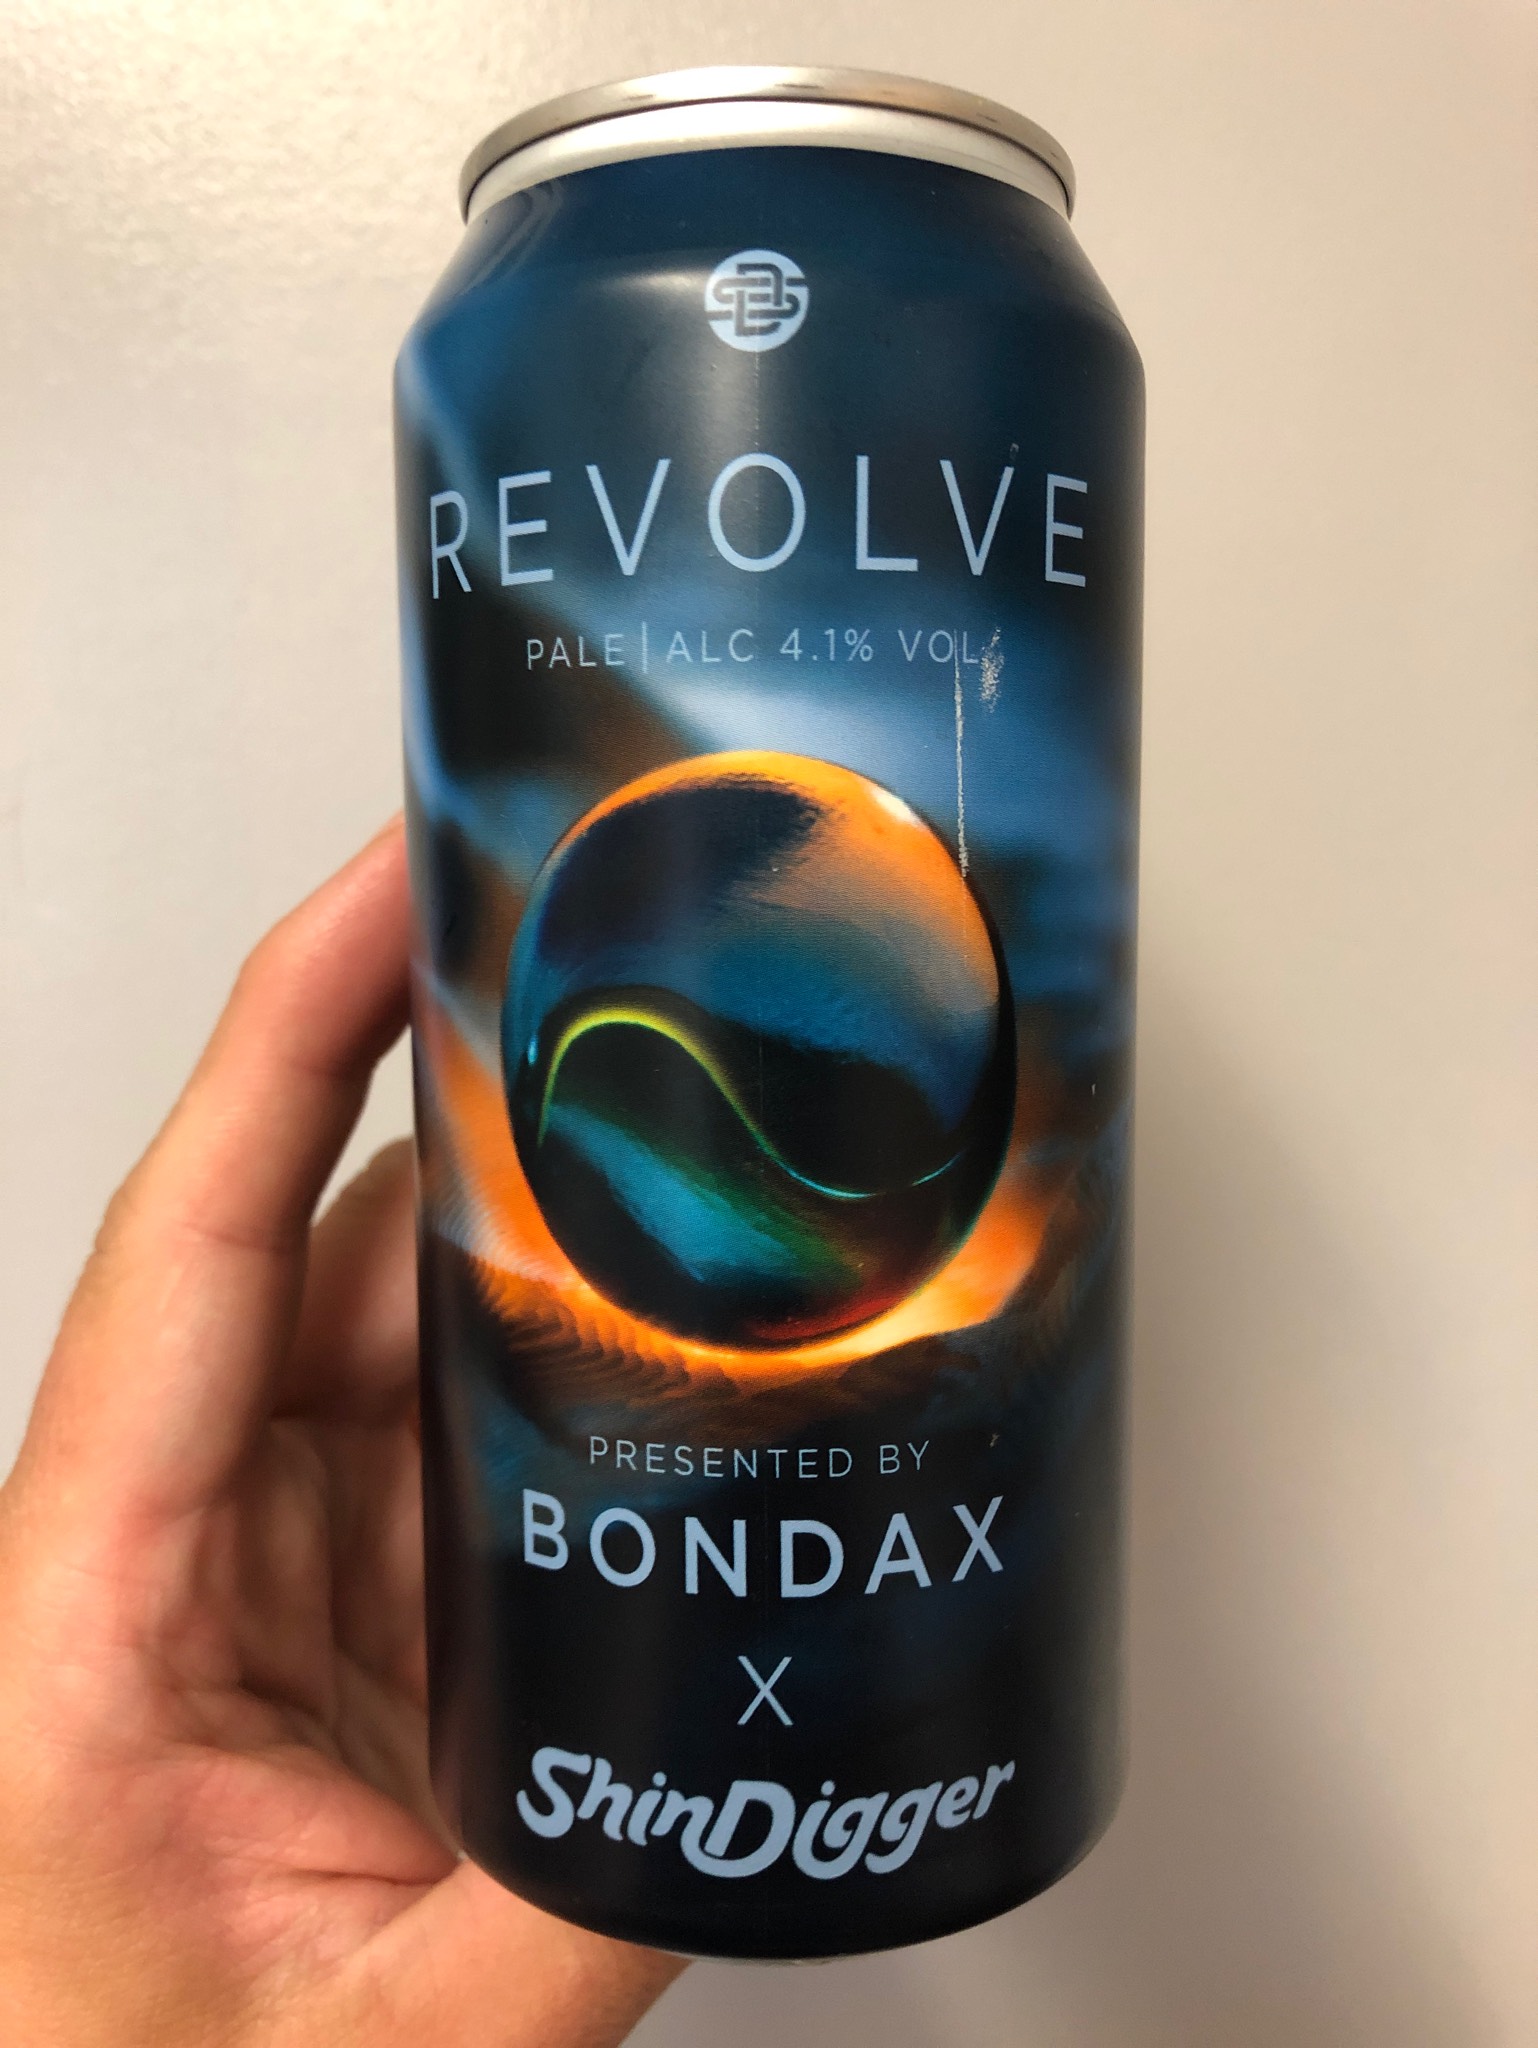 REVOLVE
PALE | ALC 4.1% VOL
PRESENTED BY
BONDAX
X
ShinDigger